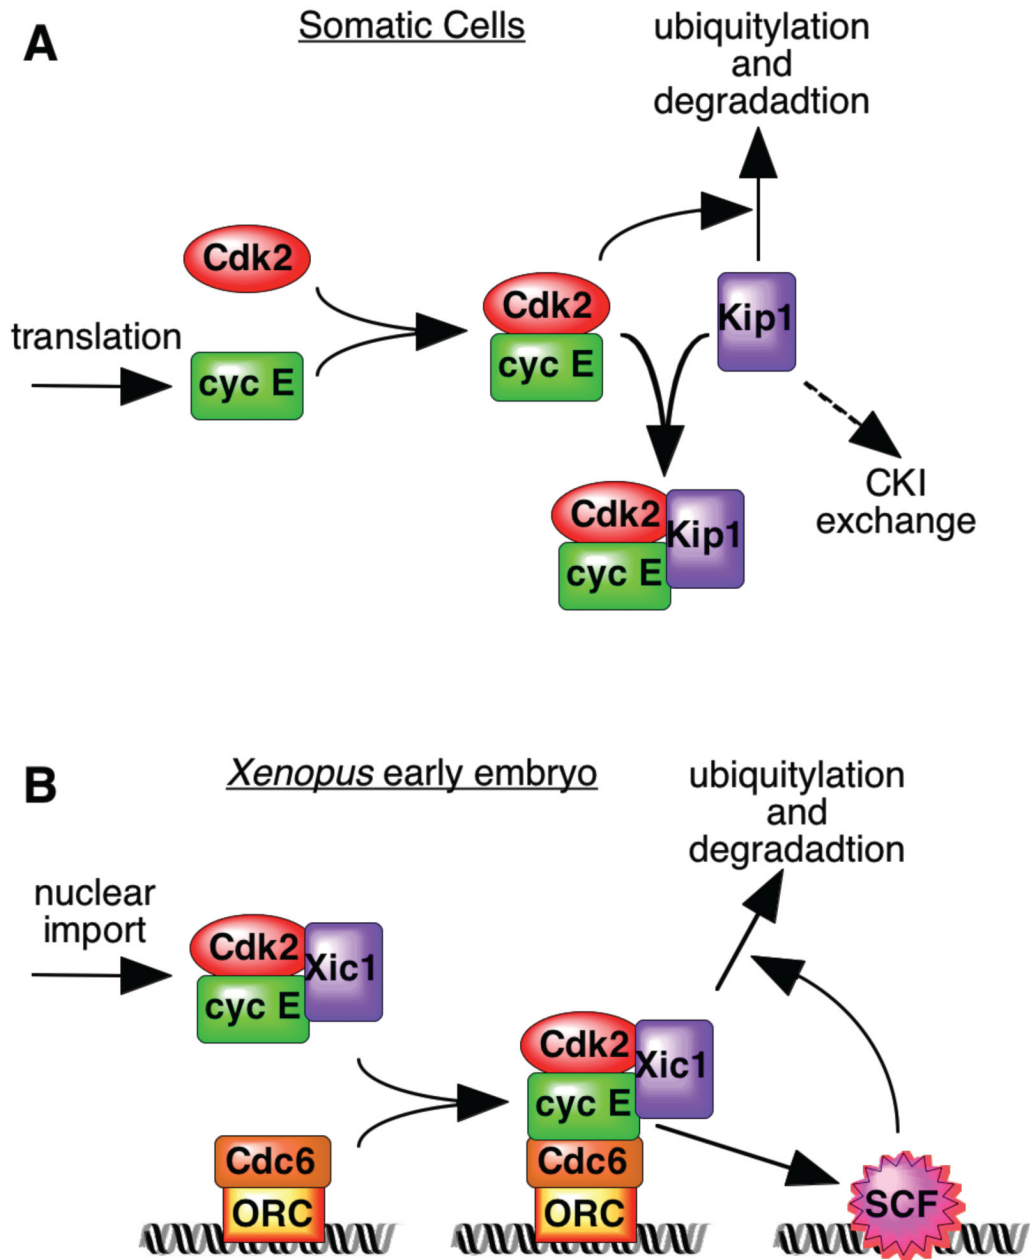 A
Somatic Cells
ubiquitylation
and
degradadtion
Cdk2
translation
cyc E
Cdk2
cyc E
Kip1
CKI
exchange
Cdk2
Kip1
cyc E
B
Xenopus early embryo
ubiquitylation
and
degradadtion
nuclear
import
Cdk2
Xic1
cyc E
Cdk2
Xic1
cyc E
Cdc6
ORC
Cdc6
ORC
SCF